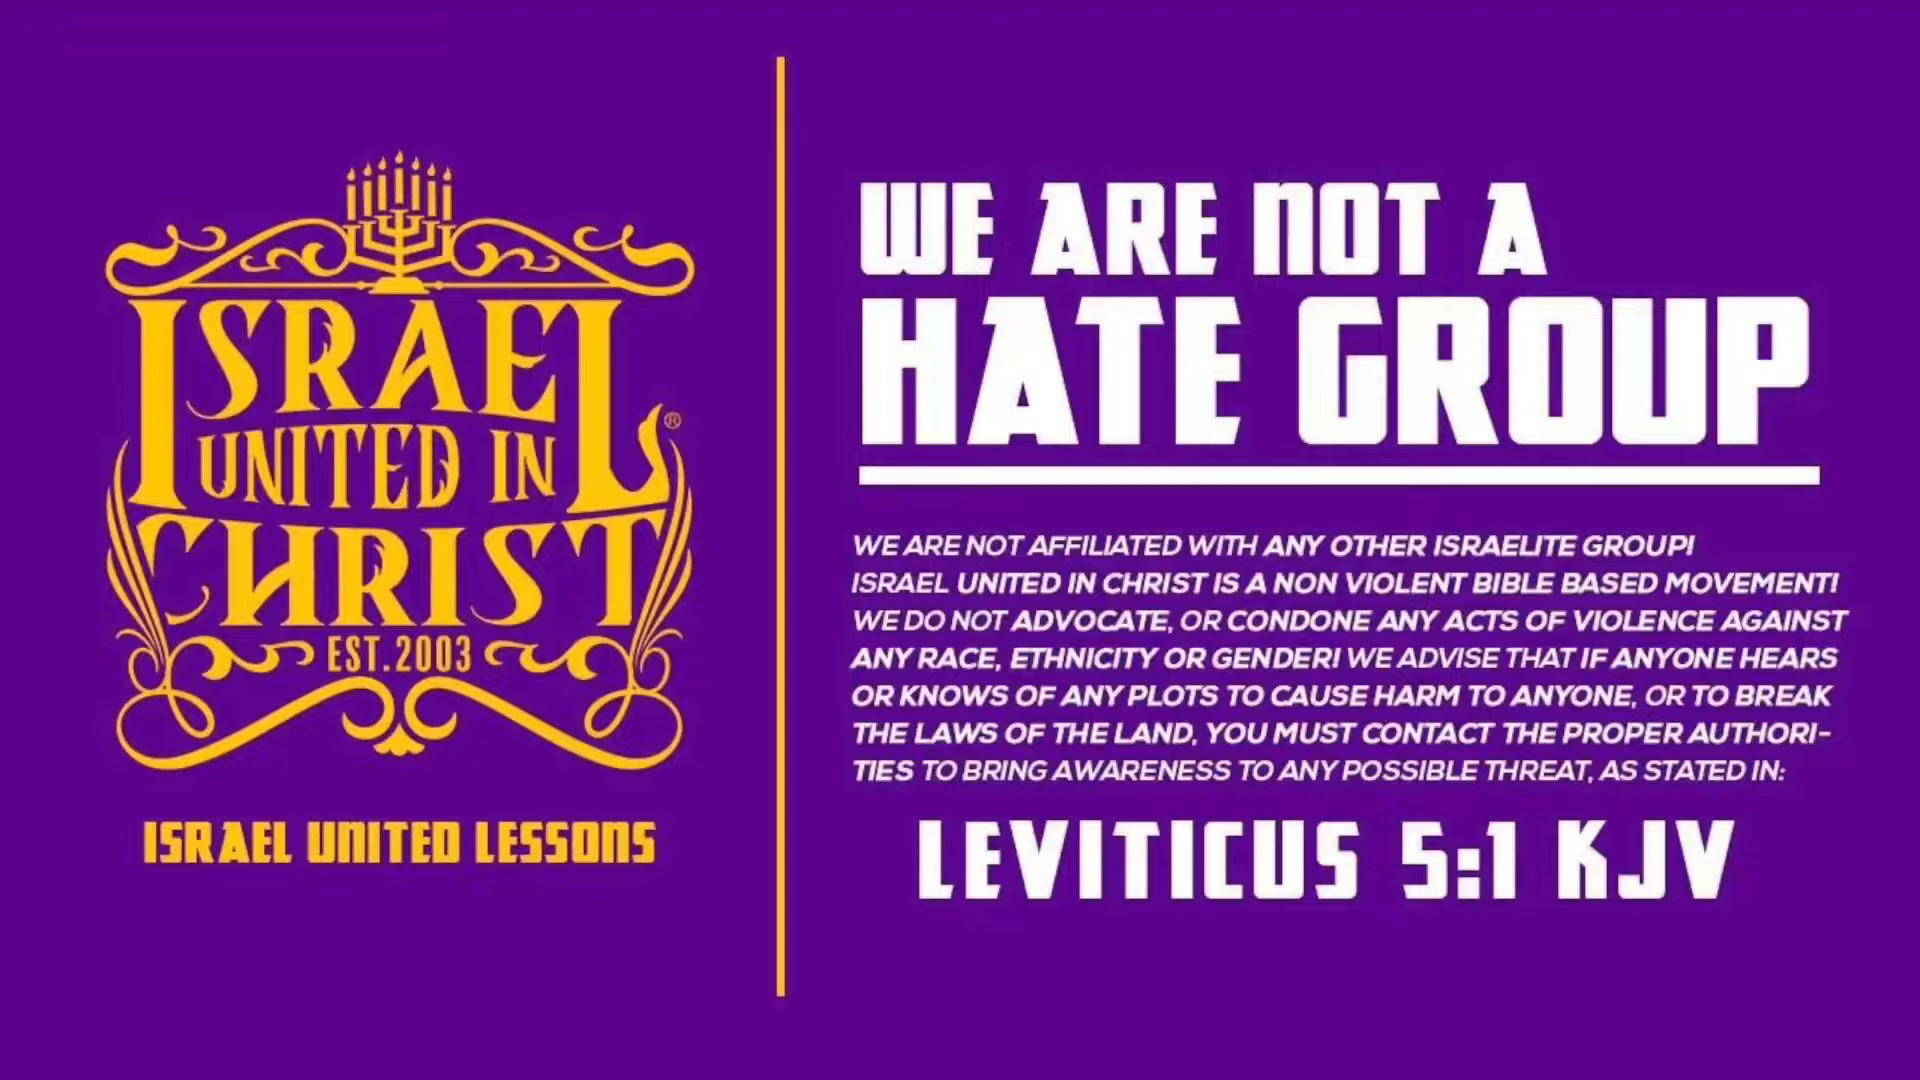 ISRAEL
UNITED IN
CHRIST
®
EST.2003
ISRAEL UNITED LESSONS
WE ARE NOT A
HATE GROUP
WE ARE NOT AFFILIATED WITH ANY OTHER ISRAELITE GROUP!
ISRAEL UNITED IN CHRIST IS A NON VIOLENT BIBLE BASED MOVEMENT!
WE DO NOT ADVOCATE, OR CONDONE ANY ACTS OF VIOLENCE AGAINST
ANY RACE, ETHNICITY OR GENDER! WE ADVISE THAT IF ANYONE HEARS
OR KNOWS OF ANY PLOTS TO CAUSE HARM TO ANYONE, OR TO BREAK
THE LAWS OF THE LAND, YOU MUST CONTACT THE PROPER AUTHORI-
TIES TO BRING AWARENESS TO ANY POSSIBLE THREAT, AS STATED IN:
LEVITICUS 5:1 KJV